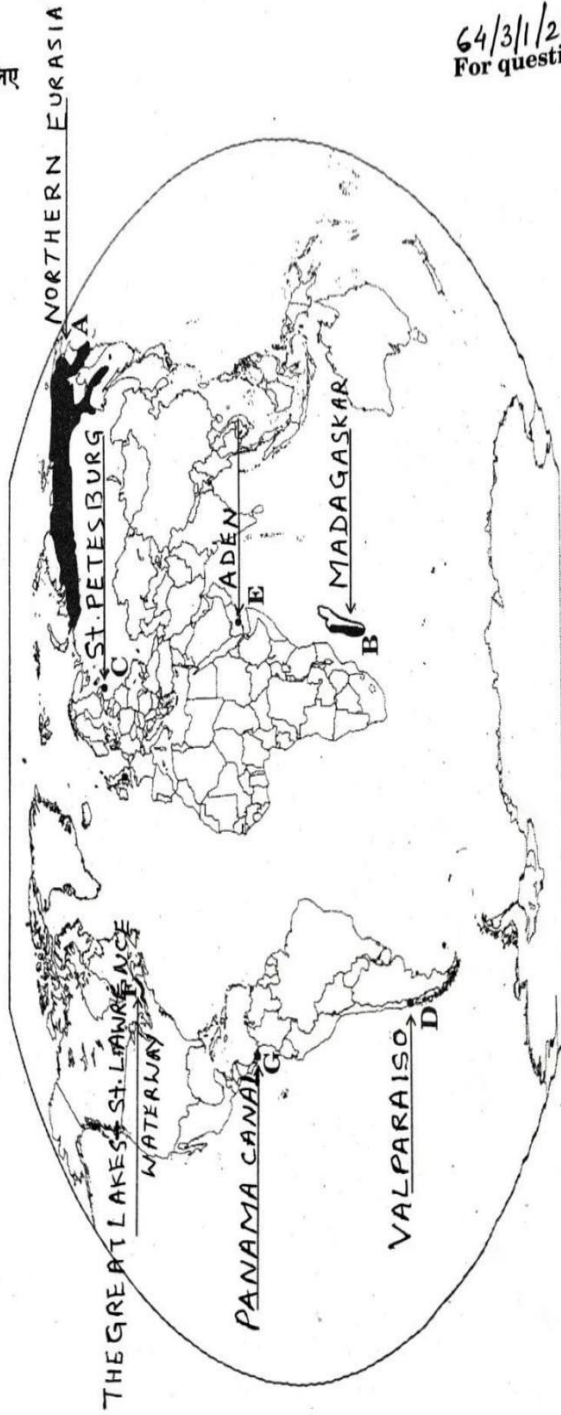 64/3/1/2
For questi
NORTHERN EURASIA
A
St. PETESBURG
C
ADEN
E
MADAGASKAR
B
THE GREAT LAKES St. LAWRENCE
WATERWAY
F
PANAMA CANAL
G
VALPARAISO
D